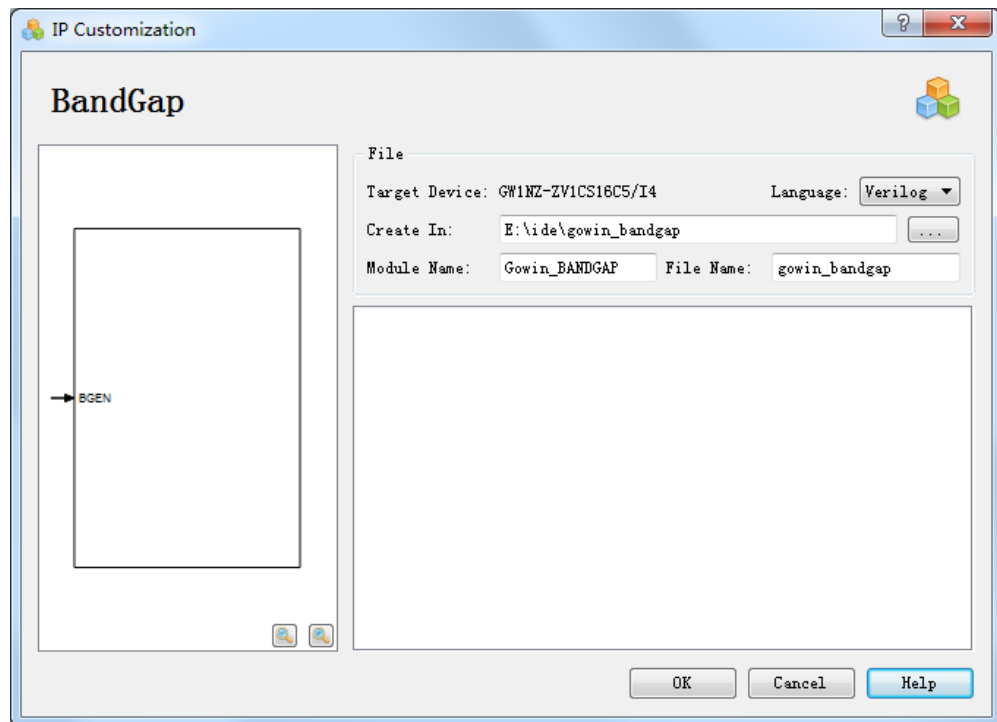 IP Customization
BandGap
File
Target Device: GW1NZ-ZV1CS16C5/I4 Language: Verilog
Create In: E:\ide\gowin_bandgap ...
Module Name: Gowin_BANDGAP File Name: gowin_bandgap
BGEN
OK Cancel Help